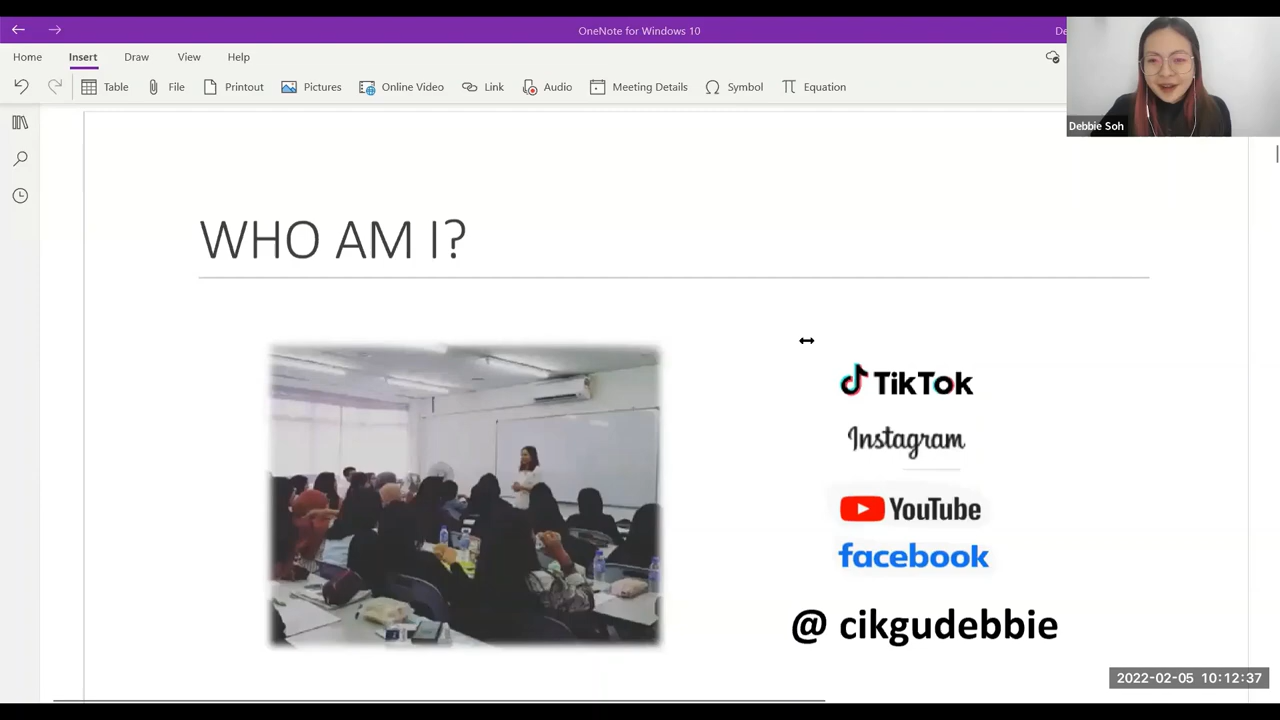 OneNote for Windows 10
De
Home Insert Draw View Help
Table File Printout Pictures Online Video Link Audio Meeting Details Symbol Equation
Debbie Soh
WHO AM I?
TikTok
Instagram
YouTube
facebook
@ cikgudebbie
2022-02-05 10:12:37